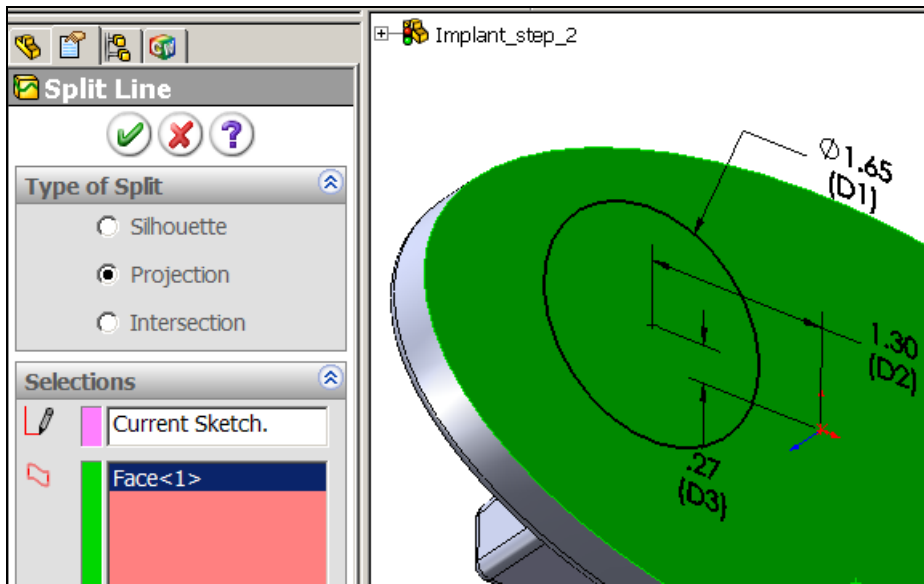 Split Line
?
Type of Split
Silhouette
Projection
Intersection
Selections
Current Sketch.
Face<1>
Implant_step_2
∅1.65
(D1)
1.30
(D2)
.27
(D3)